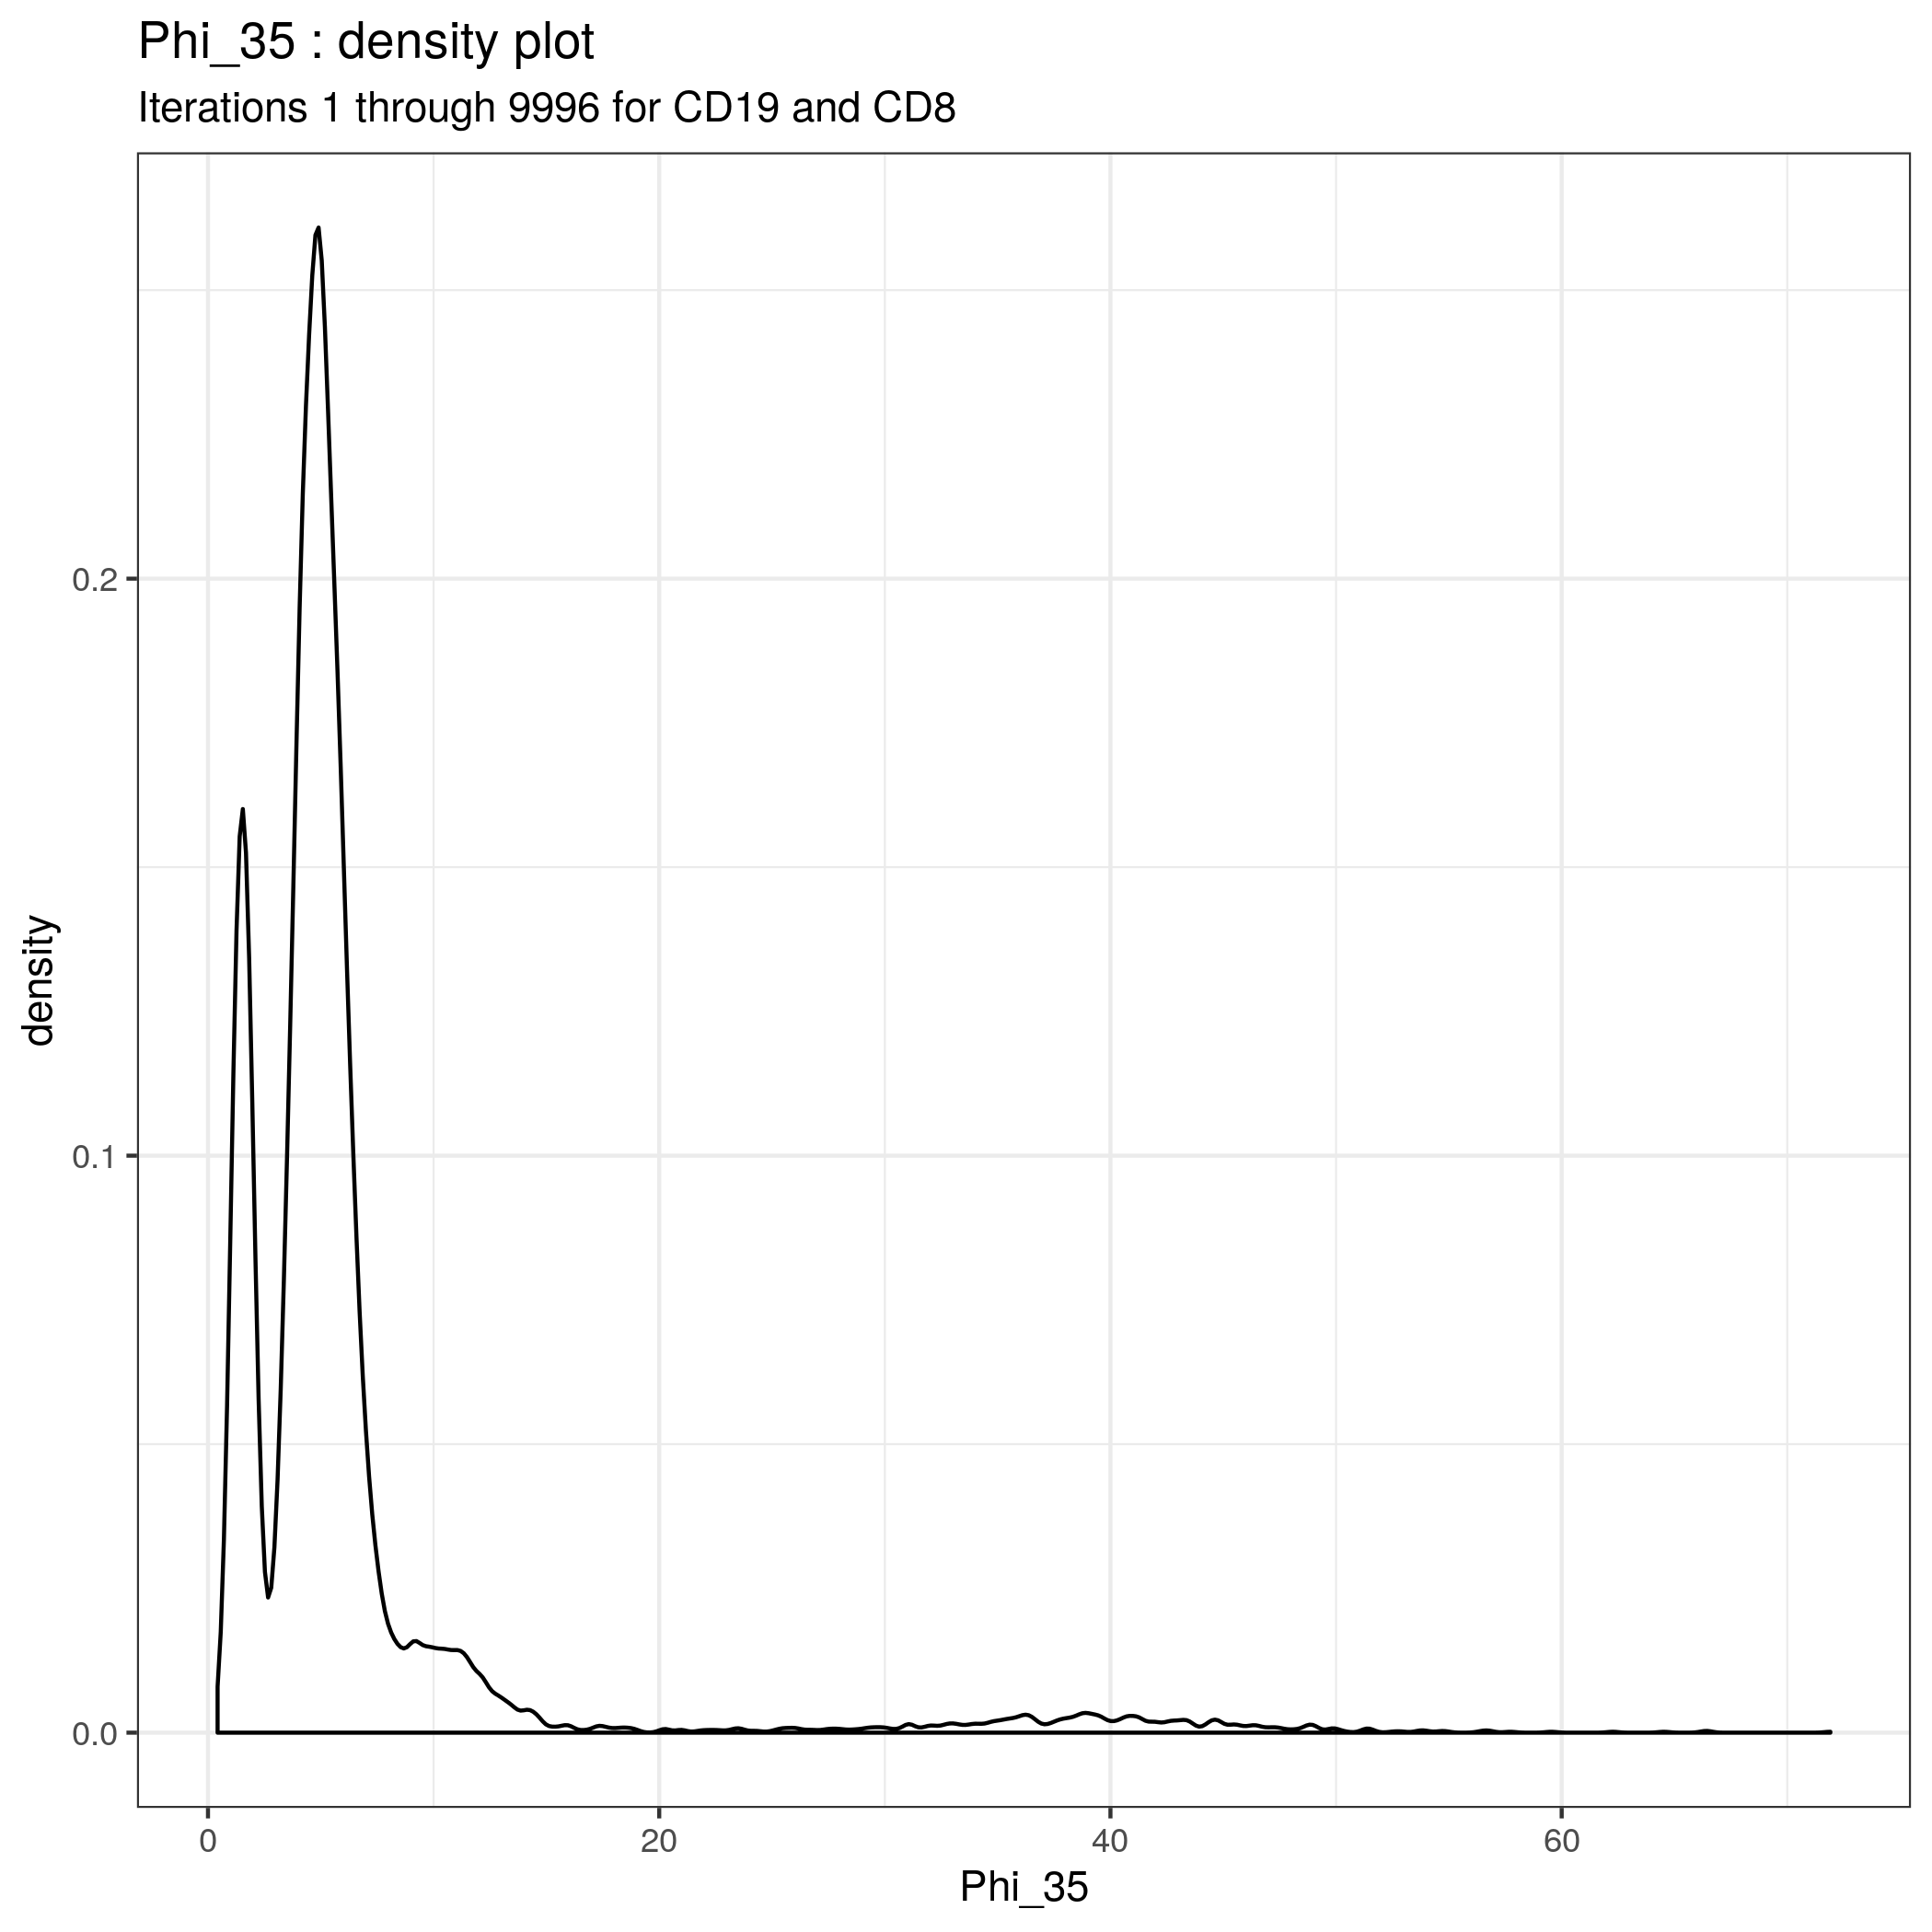 Phi_35 : density plot
Iterations 1 through 9996 for CD19 and CD8
density
0.2
0.1
0.0
0 20 40 60
Phi_35